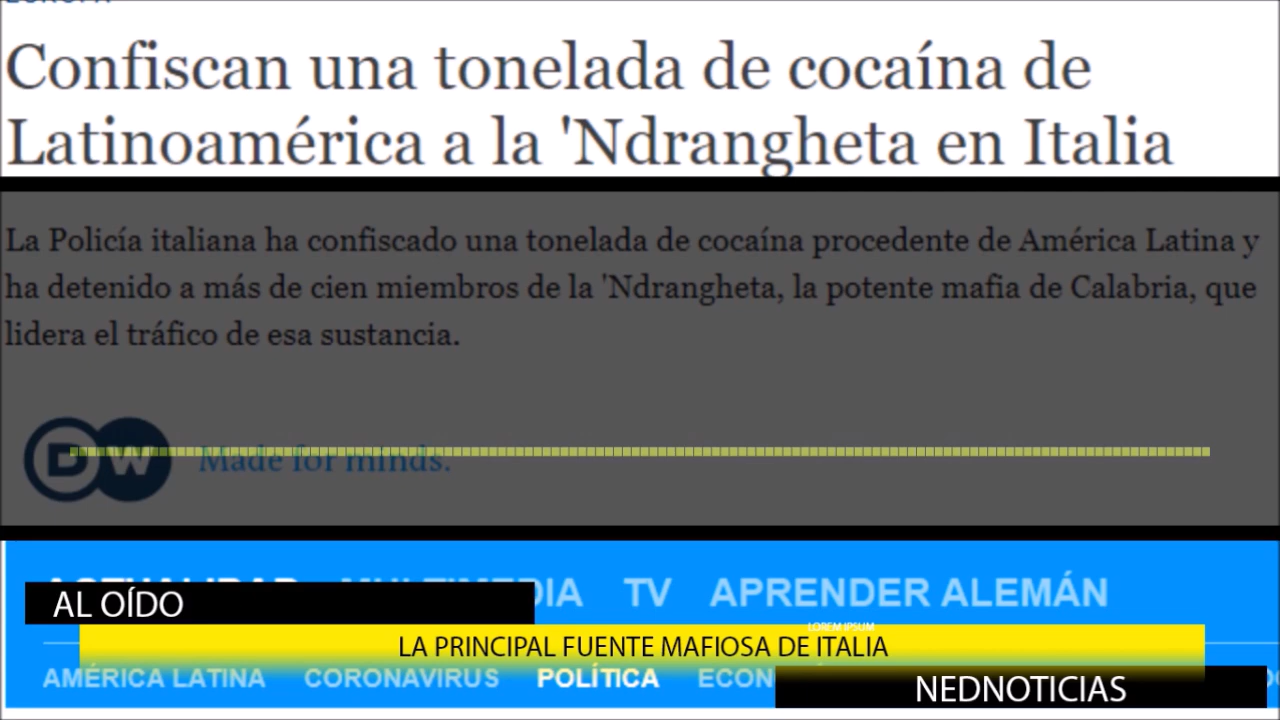 Confiscan una tonelada de cocaína de
Latinoamérica a la 'Ndrangheta en Italia
La Policía italiana ha confiscado una tonelada de cocaína procedente de América Latina y
ha detenido a más de cien miembros de la 'Ndrangheta, la potente mafia de Calabria, que
lidera el tráfico de esa sustancia.
DW Made for minds.
TV APRENDER ALEMÁN
AL OÍDO
LOREM IPSUM
LA PRINCIPAL FUENTE MAFIOSA DE ITALIA
AMÉRICA LATINA CORONAVIRUS POLÍTICA
NEDNOTICIAS